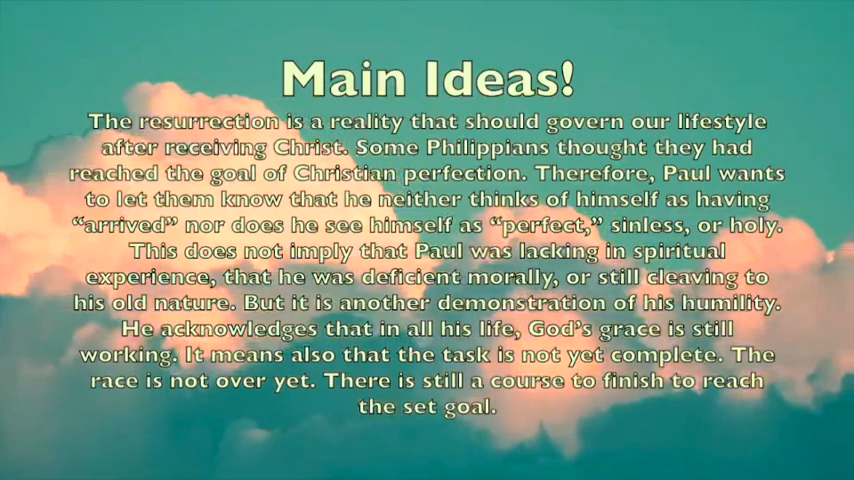 Main Ideas!
The resurrection is a reality that should govern our lifestyle
after receiving Christ. Some Philippians thought they had
reached the goal of Christian perfection. Therefore, Paul wants
to let them know that he neither thinks of himself as having
“arrived” nor does he see himself as “perfect,” sinless, or holy.
This does not imply that Paul was lacking in spiritual
experience, that he was deficient morally, or still cleaving to
his old nature. But it is another demonstration of his humility.
He acknowledges that in all his life, God’s grace is still
working. It means also that the task is not yet complete. The
race is not over yet. There is still a course to finish to reach
the set goal.